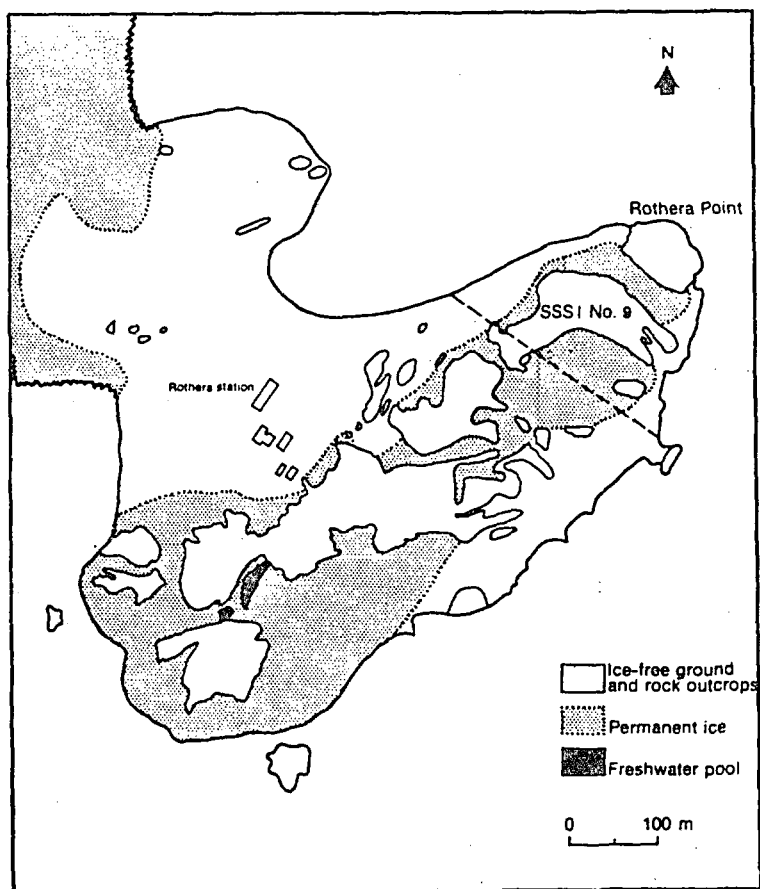 N
Rothera Point
SSSI No. 9
Rothera station
Ice-free ground
and rock outcrops
Permanent ice
Freshwater pool
0 100 m